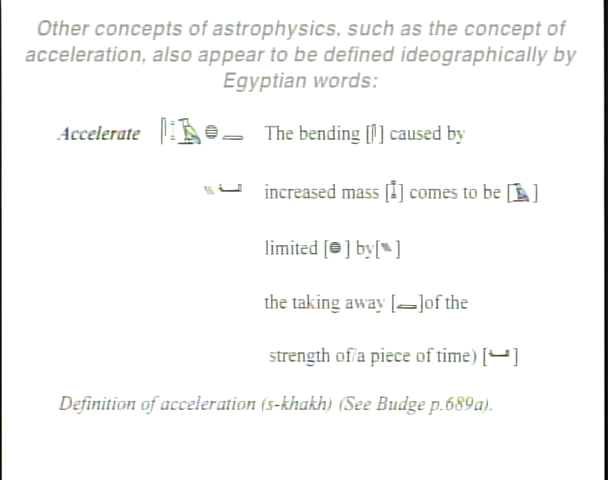 Other concepts of astrophysics, such as the concept of
acceleration, also appear to be defined ideographically by
Egyptian words:
Accelerate The bending [] caused by
increased mass [] comes to be []
limited [] by[]
the taking away []of the
strength of/a piece of time) []
Definition of acceleration (s-khakh) (See Budge p.689a).